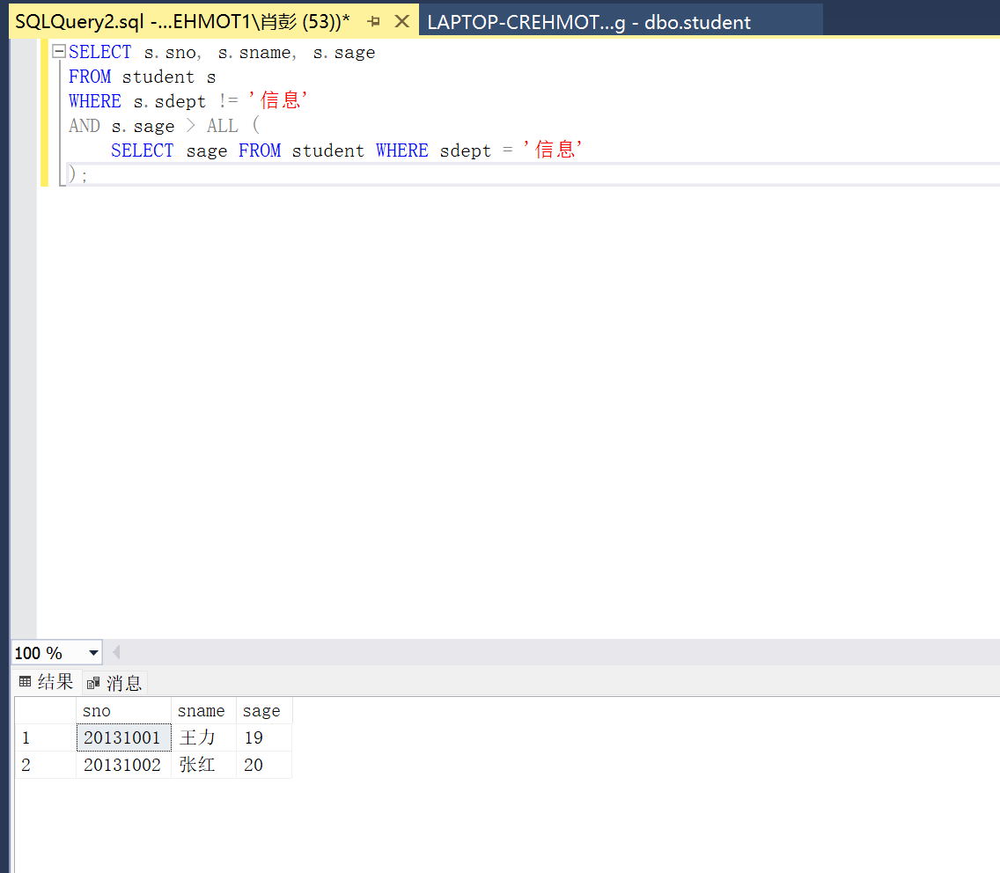 SQLQuery2.sql -...EHMOT1\肖彭 (53))* LAPTOP-CREHMOT...g - dbo.student
SELECT s.sno, s.sname, s.sage
FROM student s
WHERE s.sdept != '信息'
AND s.sage > ALL (
    SELECT sage FROM student WHERE sdept = '信息'
);
100 %
结果 消息
sno sname sage
1 20131001 王力 19
2 20131002 张红 20